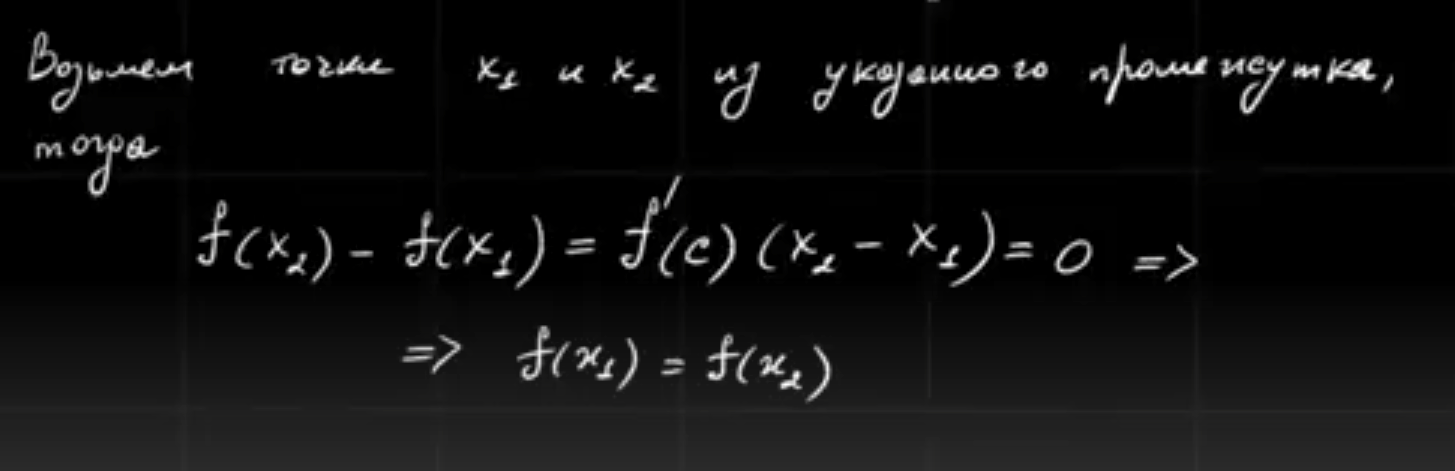 Возьмем точки x₁ и x₂ из указанного промежутка,
тогда
f(x₂) - f(x₁) = f'(c) (x₂ - x₁) = 0 =>
=> f(x₁) = f(x₂)